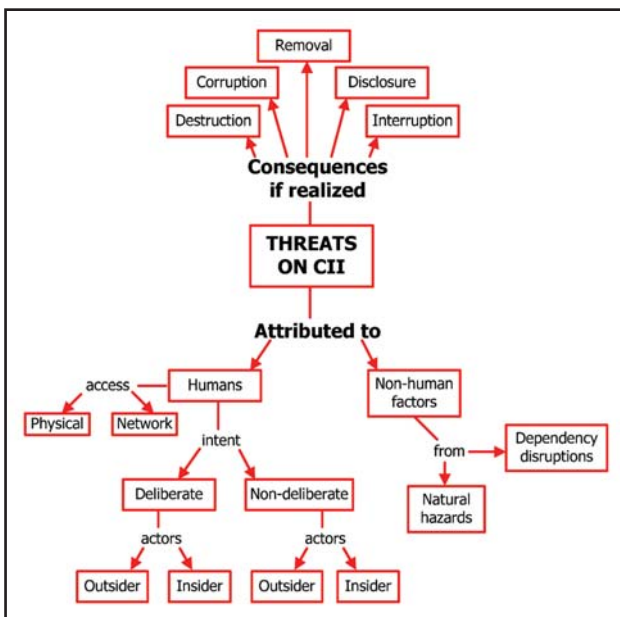 Removal
Corruption
Disclosure
Destruction
Interruption
Consequences
if realized
THREATS
ON CII
Attributed to
access
Humans
Non-human
factors
Physical
Network
intent
from
Dependency
disruptions
Deliberate
Non-deliberate
Natural
hazards
actors
actors
Outsider
Insider
Outsider
Insider